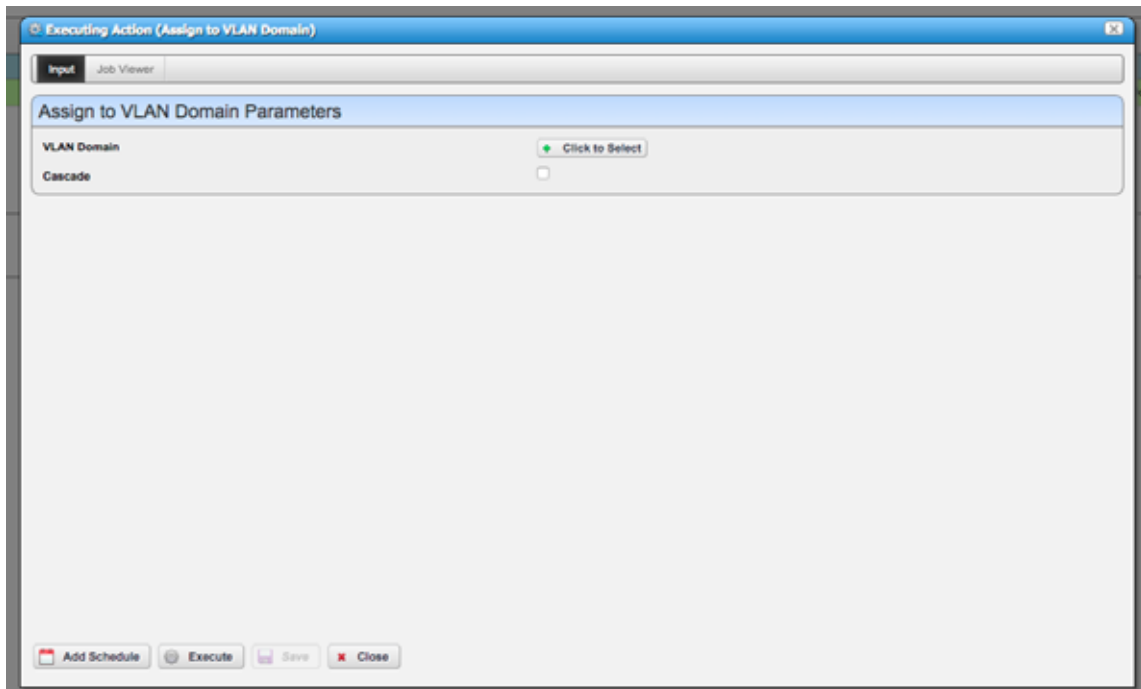 Executing Action (Assign to VLAN Domain)
Input Job Viewer
Assign to VLAN Domain Parameters
VLAN Domain Click to Select
Cascade
Add Schedule Execute Save Close